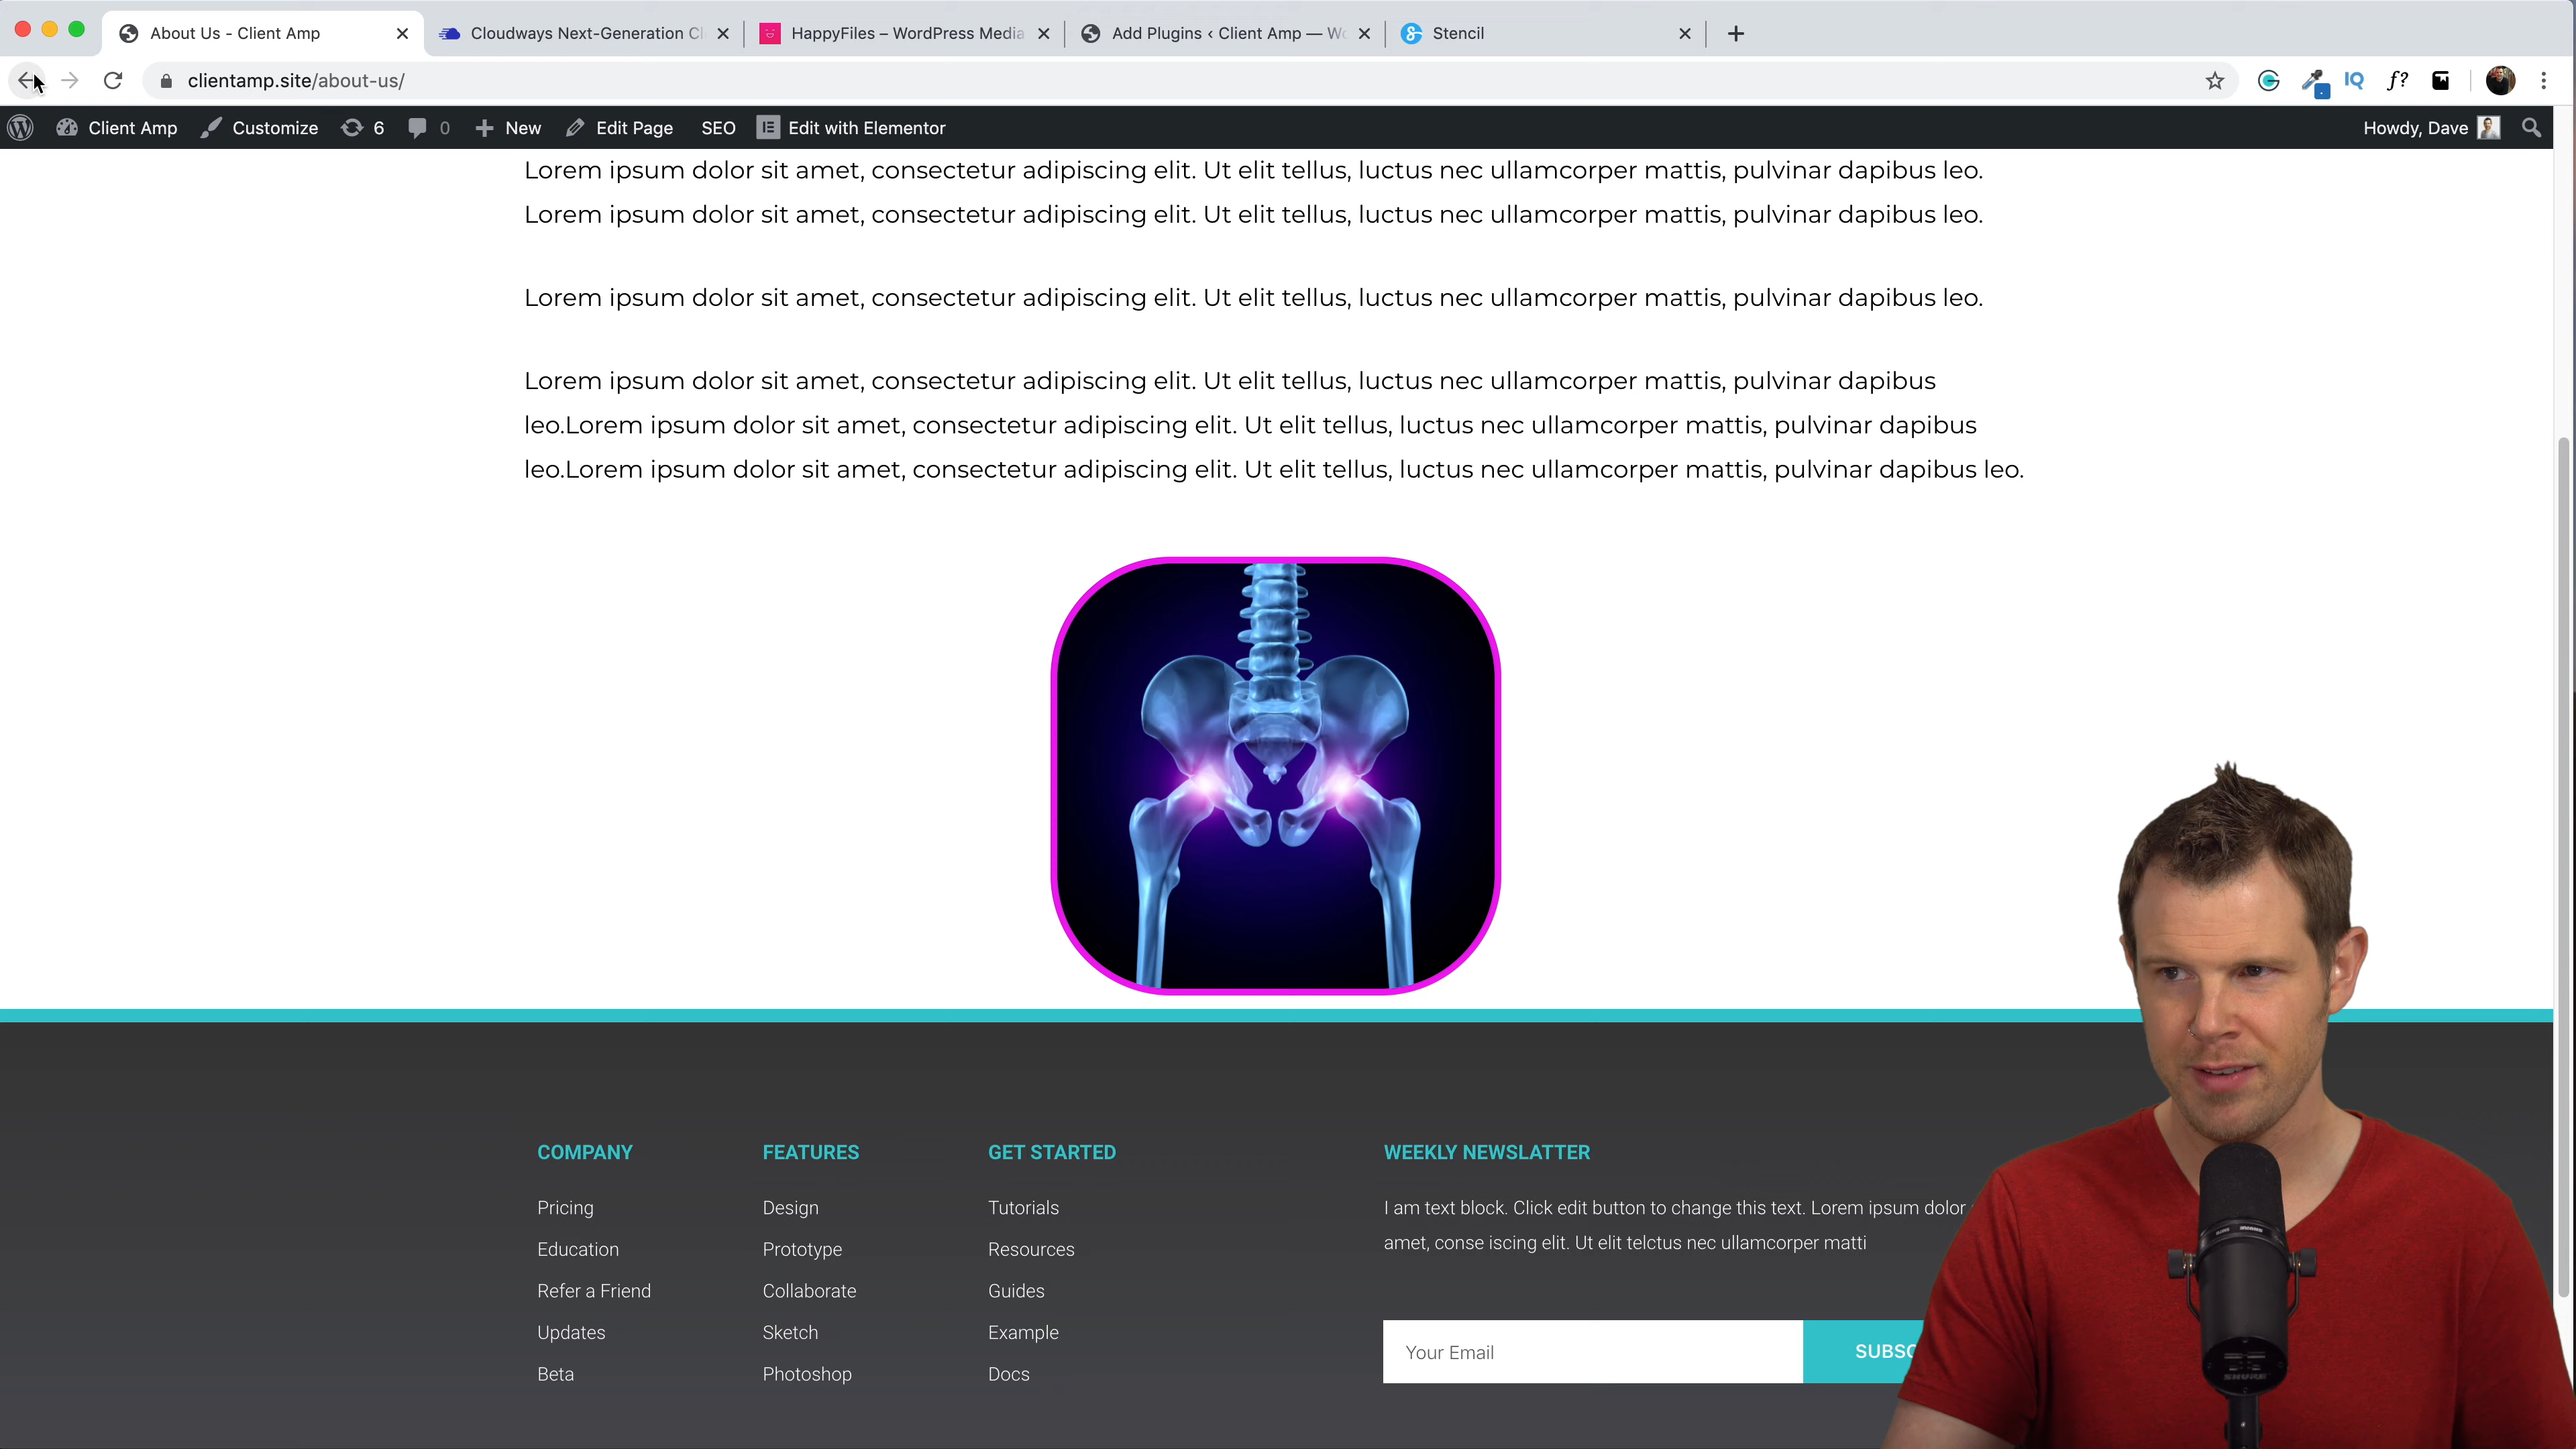 About Us - Client Amp
Cloudways Next-Generation Cl
HappyFiles – WordPress Media
Add Plugins ‹ Client Amp — Wo
Stencil
clientamp.site/about-us/
IQ
f?
Client Amp
Customize
6
0
New
Edit Page
SEO
Edit with Elementor
Howdy, Dave
Lorem ipsum dolor sit amet, consectetur adipiscing elit. Ut elit tellus, luctus nec ullamcorper mattis, pulvinar dapibus leo.
Lorem ipsum dolor sit amet, consectetur adipiscing elit. Ut elit tellus, luctus nec ullamcorper mattis, pulvinar dapibus leo.
Lorem ipsum dolor sit amet, consectetur adipiscing elit. Ut elit tellus, luctus nec ullamcorper mattis, pulvinar dapibus leo.
Lorem ipsum dolor sit amet, consectetur adipiscing elit. Ut elit tellus, luctus nec ullamcorper mattis, pulvinar dapibus
leo.Lorem ipsum dolor sit amet, consectetur adipiscing elit. Ut elit tellus, luctus nec ullamcorper mattis, pulvinar dapibus
leo.Lorem ipsum dolor sit amet, consectetur adipiscing elit. Ut elit tellus, luctus nec ullamcorper mattis, pulvinar dapibus leo.
COMPANY
Pricing
Education
Refer a Friend
Updates
Beta
FEATURES
Design
Prototype
Collaborate
Sketch
Photoshop
GET STARTED
Tutorials
Resources
Guides
Example
Docs
WEEKLY NEWSLATTER
I am text block. Click edit button to change this text. Lorem ipsum dolor
amet, conse iscing elit. Ut elit telctus nec ullamcorper matti
Your Email
SUBSC
SHURE